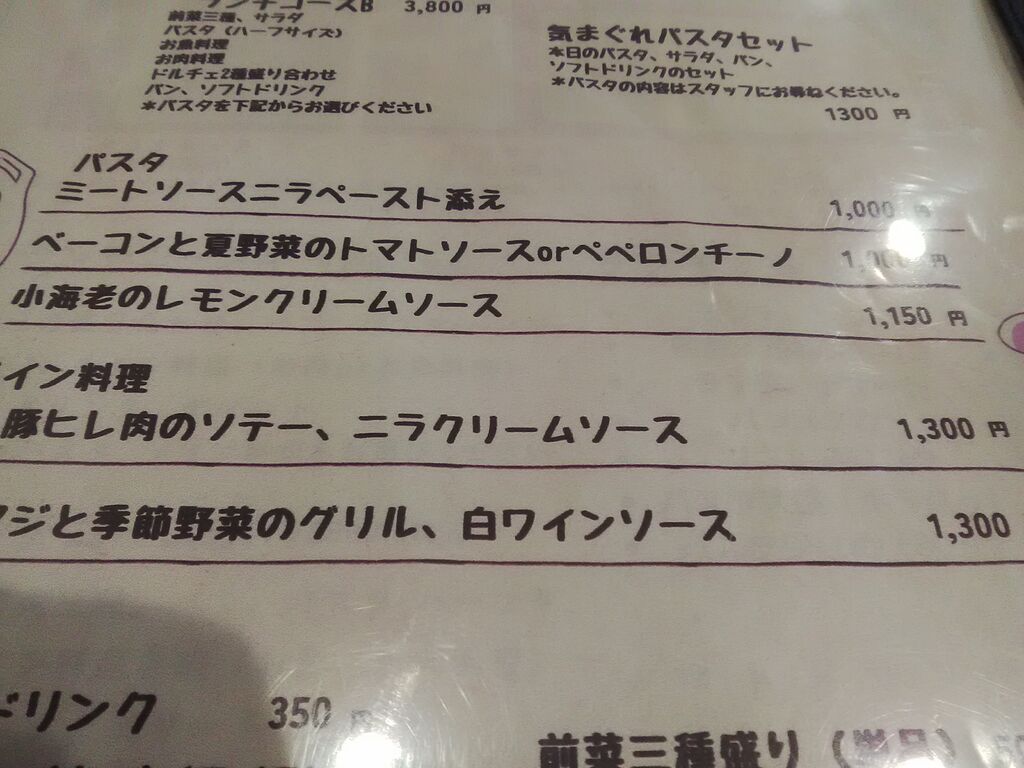 ランチコースB 3,800 円
前菜三種、サラダ
パスタ（ハーフサイズ）
お魚料理
お肉料理
ドルチェ2種盛り合わせ
パン、ソフトドリンク
*パスタを下記からお選びください
気まぐれパスタセット
*本日のパスタ、サラダ、パン、
ソフトドリンクのセット
*パスタの内容はスタッフにお尋ねください。
1300 円
パスタ
ミートソースニラペースト添え 1,000 円
ベーコンと夏野菜のトマトソースorペペロンチーノ 円
小海老のレモンクリームソース 1,150 円
イン料理
豚ヒレ肉のソテー、ニラクリームソース 1,300 円
アジと季節野菜のグリル、白ワインソース 1,300
ドリンク 350 円
前菜三種盛り